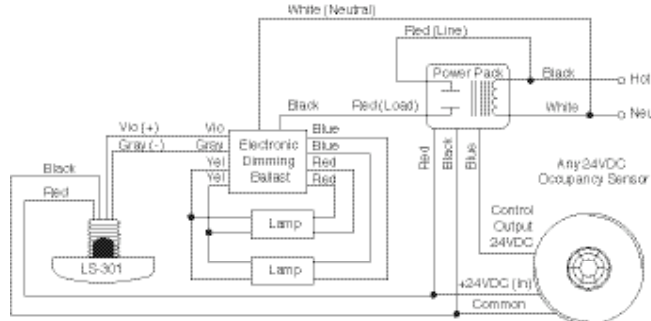 White (Neutral)
Red (Line)
Power Pack
Black
Hot
Black
Red(Load)
White
Neu
Vio (+)
Vio
Blue
Gray (-)
Gray
Electronic
Dimming
Ballast
Blue
Yel
Red
Yel
Red
Black
Red
Red
Black
Blue
Any 24VDC
Occupancy Sensor
Lamp
Control
Output
24VDC
LS-301
Lamp
+24VDC (In)
Common